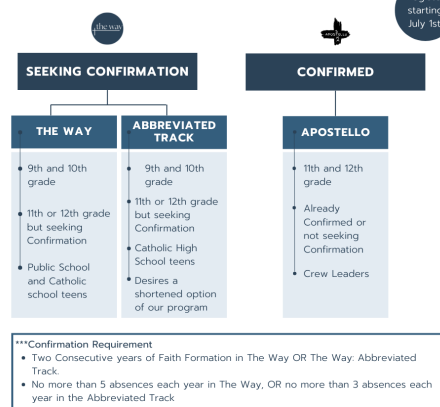 starting
July 1st
the way
APOSTELLO
SEEKING CONFIRMATION
CONFIRMED
THE WAY
ABBREVIATED
TRACK
APOSTELLO
9th and 10th
grade
11th or 12th grade
but seeking
Confirmation
Public School
and Catholic
school teens
9th and 10th
grade
11th or 12th grade
but seeking
Confirmation
Catholic High
School teens
Desires a
shortened option
of our program
11th and 12th
grade
Already
Confirmed or
not seeking
Confirmation
Crew Leaders
***Confirmation Requirement
Two Consecutive years of Faith Formation in The Way OR The Way: Abbreviated
Track.
No more than 5 absences each year in The Way, OR no more than 3 absences each
year in the Abbreviated Track